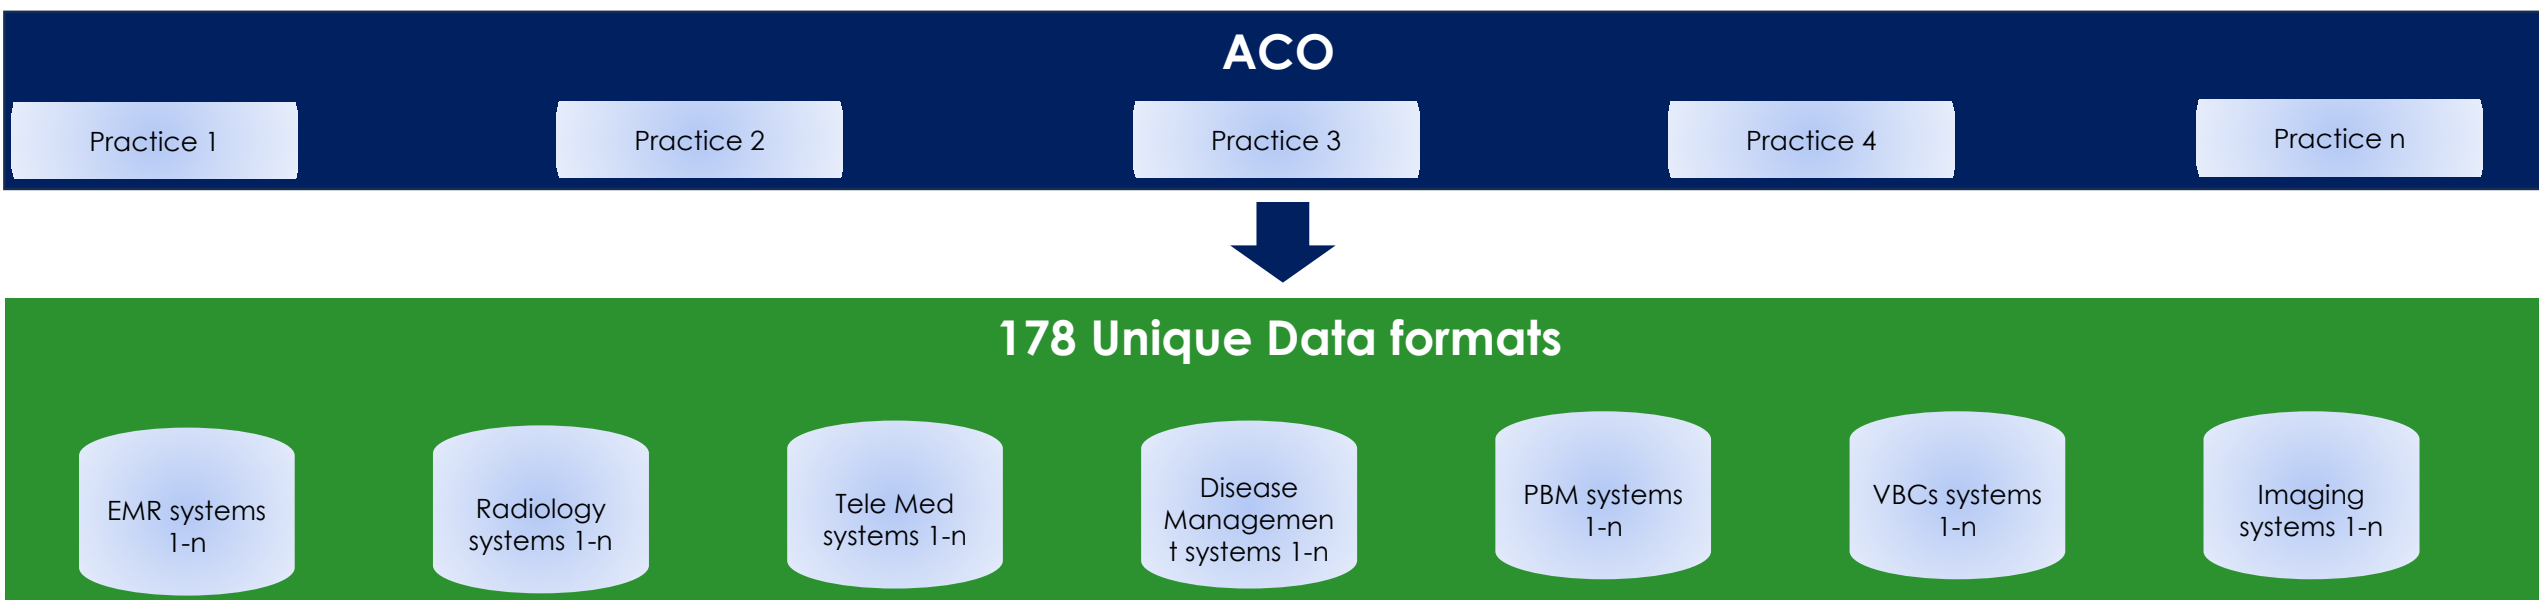 ACO
Practice 1
Practice 2
Practice 3
Practice 4
Practice n
178 Unique Data formats
EMR systems
1-n
Radiology
systems 1-n
Tele Med
systems 1-n
Disease
Managemen
t systems 1-n
PBM systems
1-n
VBCs systems
1-n
Imaging
systems 1-n